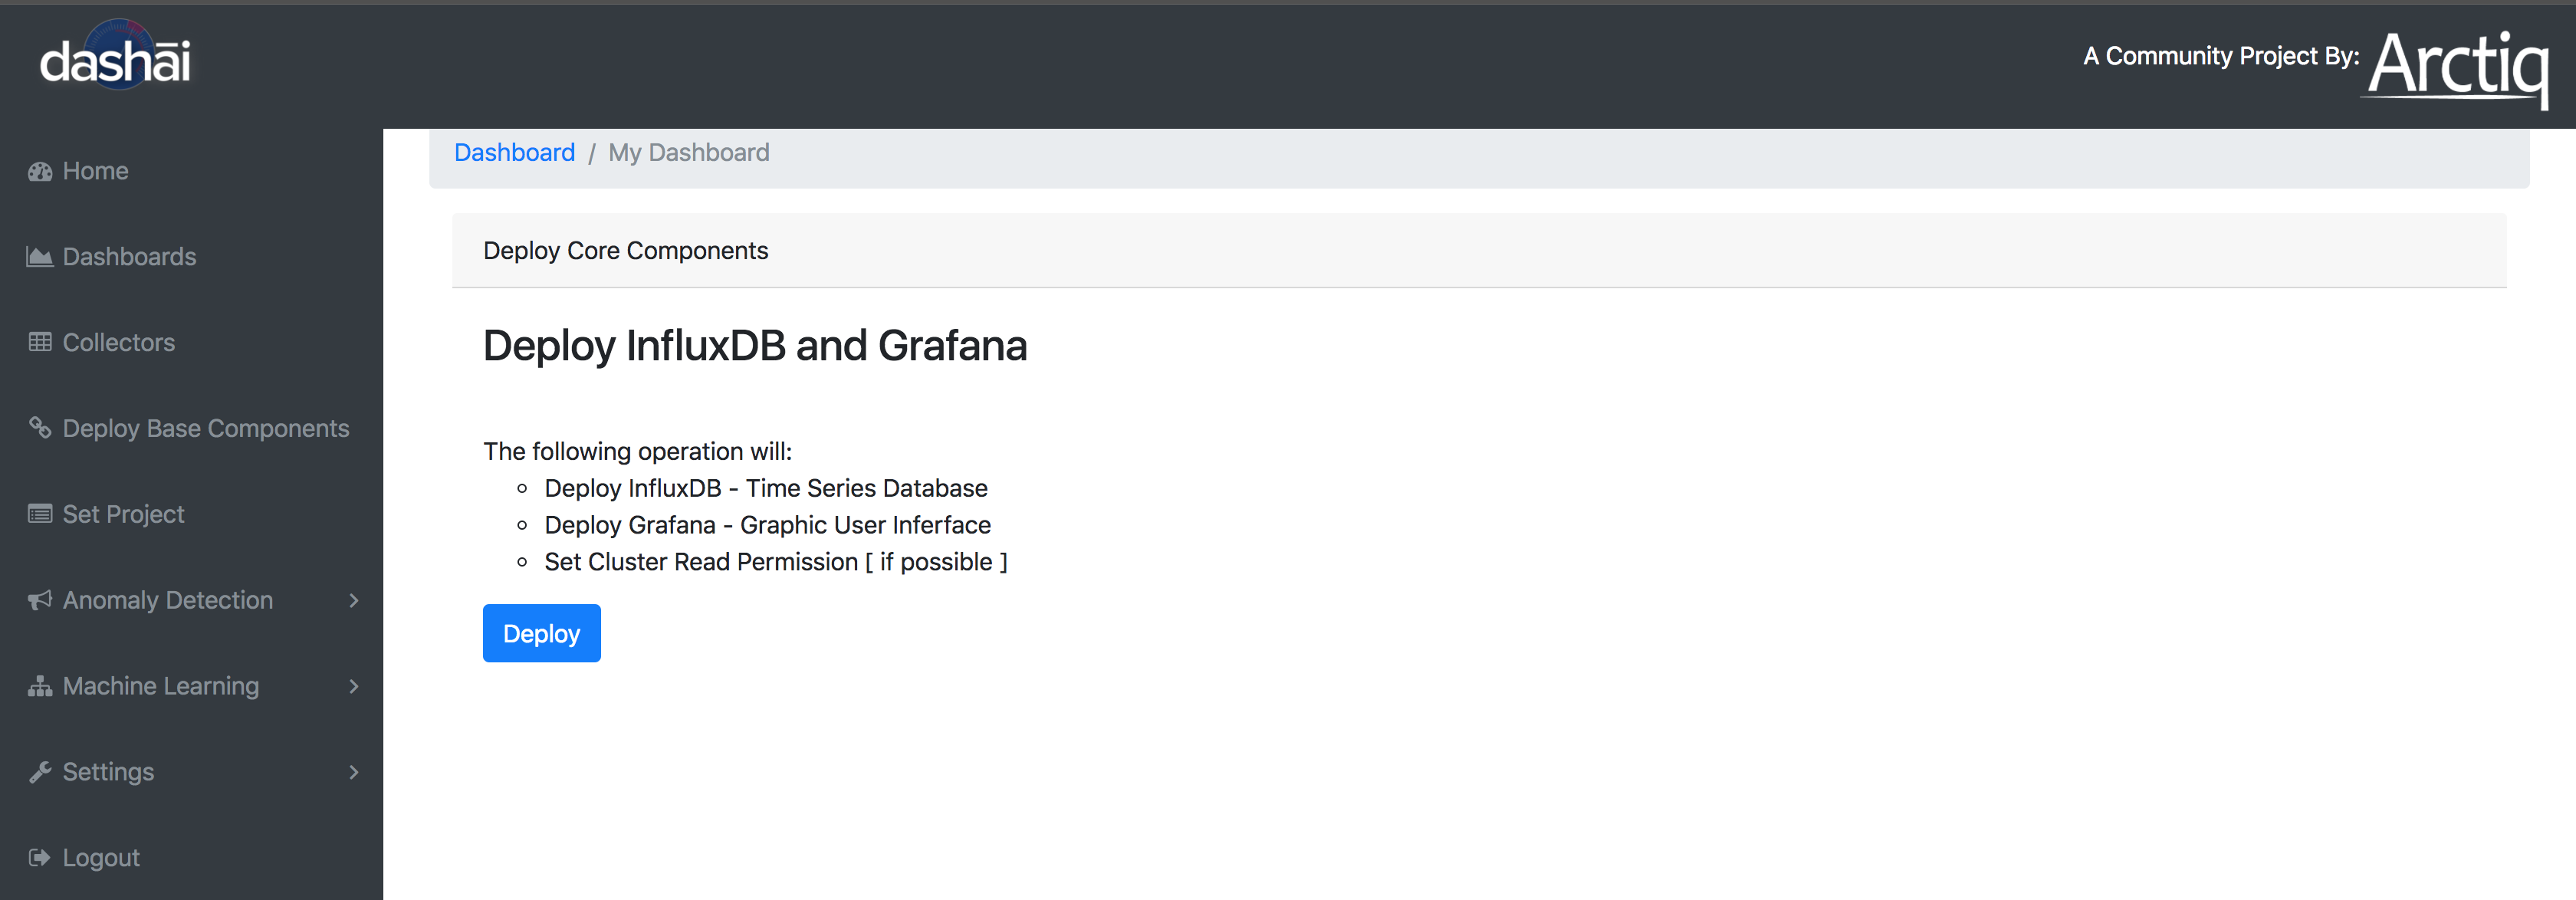 dashāi
A Community Project By: Arctiq
Home
Dashboards
Collectors
Deploy Base Components
Set Project
Anomaly Detection
Machine Learning
Settings
Logout
Dashboard / My Dashboard
Deploy Core Components
Deploy InfluxDB and Grafana
The following operation will:
Deploy InfluxDB - Time Series Database
Deploy Grafana - Graphic User Inferface
Set Cluster Read Permission [ if possible ]
Deploy